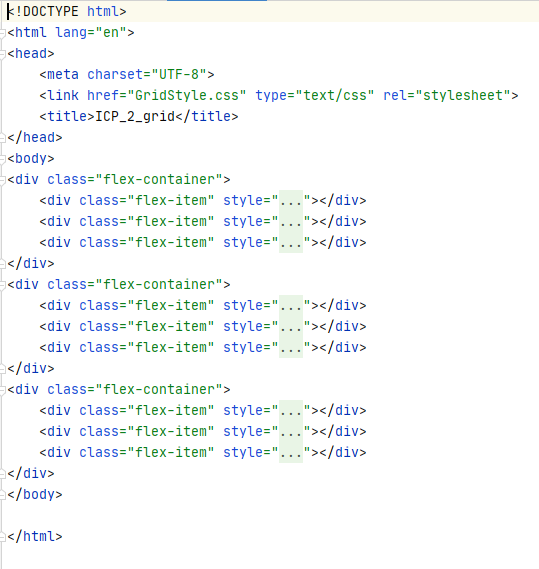 <!DOCTYPE html>
<html lang="en">
<head>
    <meta charset="UTF-8">
    <link href="GridStyle.css" type="text/css" rel="stylesheet">
    <title>ICP_2_grid</title>
</head>
<body>
<div class="flex-container">
    <div class="flex-item" style="..."></div>
    <div class="flex-item" style="..."></div>
    <div class="flex-item" style="..."></div>
</div>
<div class="flex-container">
    <div class="flex-item" style="..."></div>
    <div class="flex-item" style="..."></div>
    <div class="flex-item" style="..."></div>
</div>
<div class="flex-container">
    <div class="flex-item" style="..."></div>
    <div class="flex-item" style="..."></div>
    <div class="flex-item" style="..."></div>
</div>
</body>

</html>